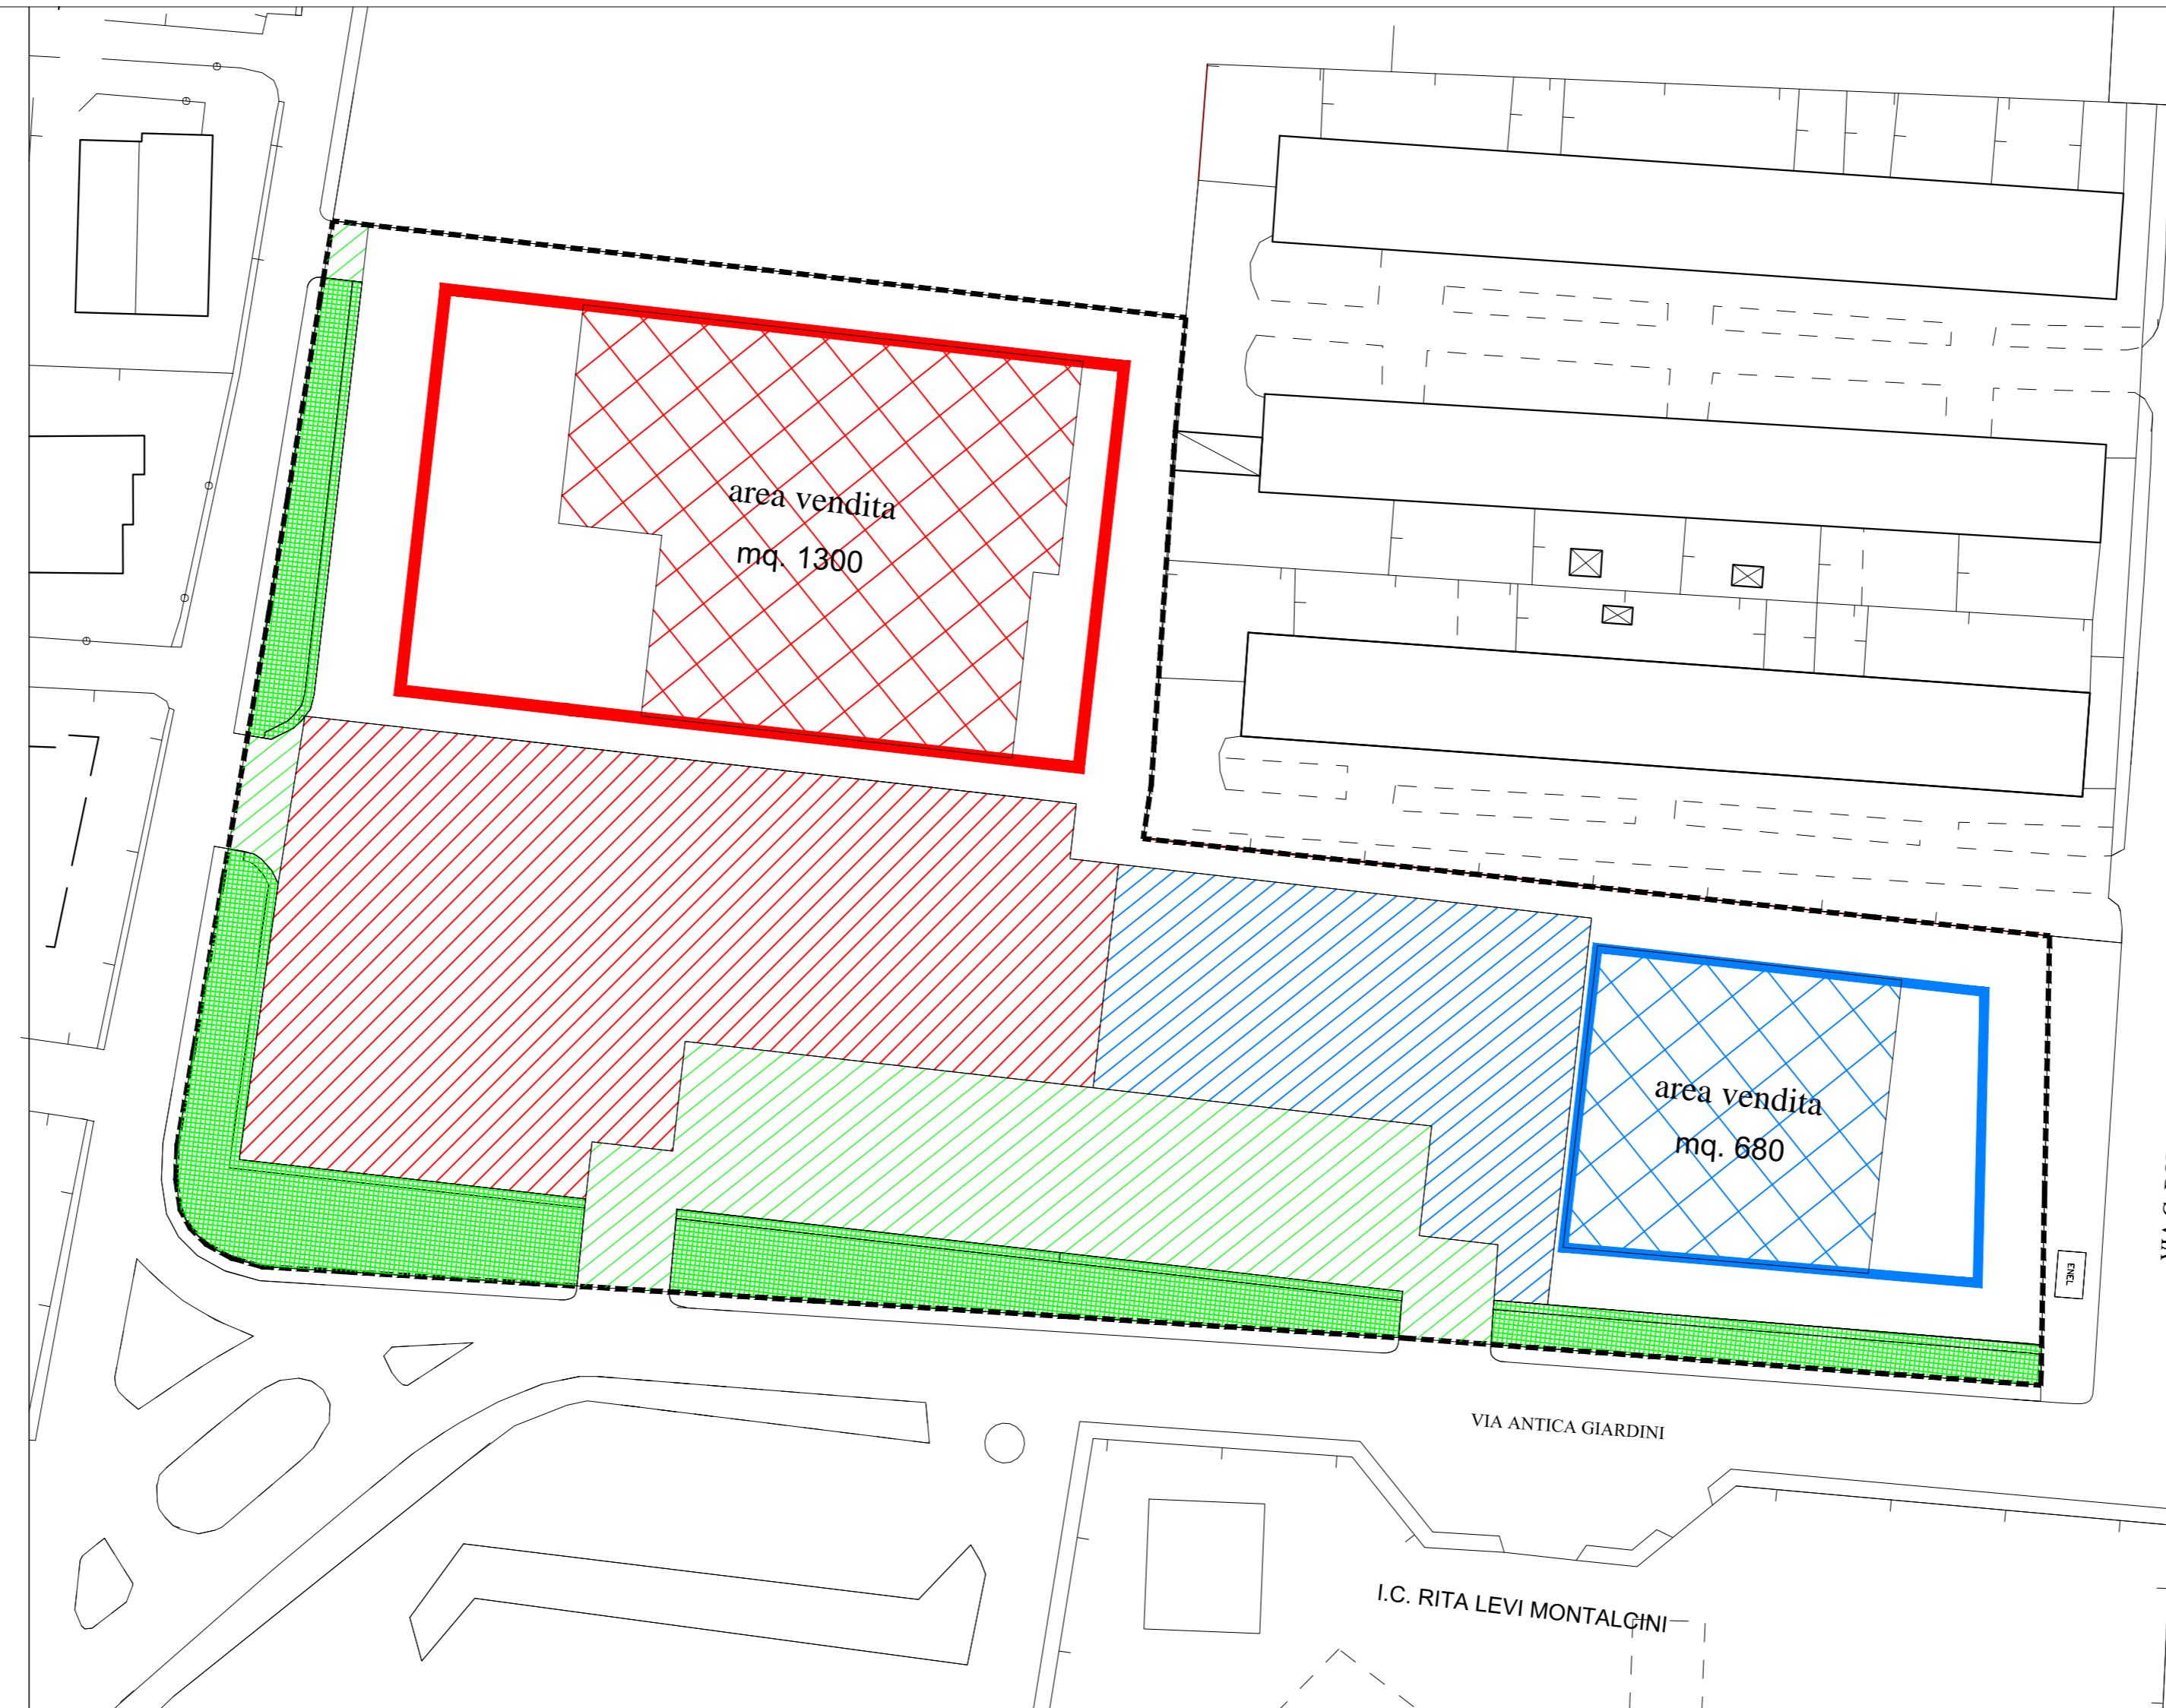 area vendita
mq. 1300
area vendita
mq. 680
ENEL
VIA ANTICA GIARDINI
I.C. RITA LEVI MONTALCINI